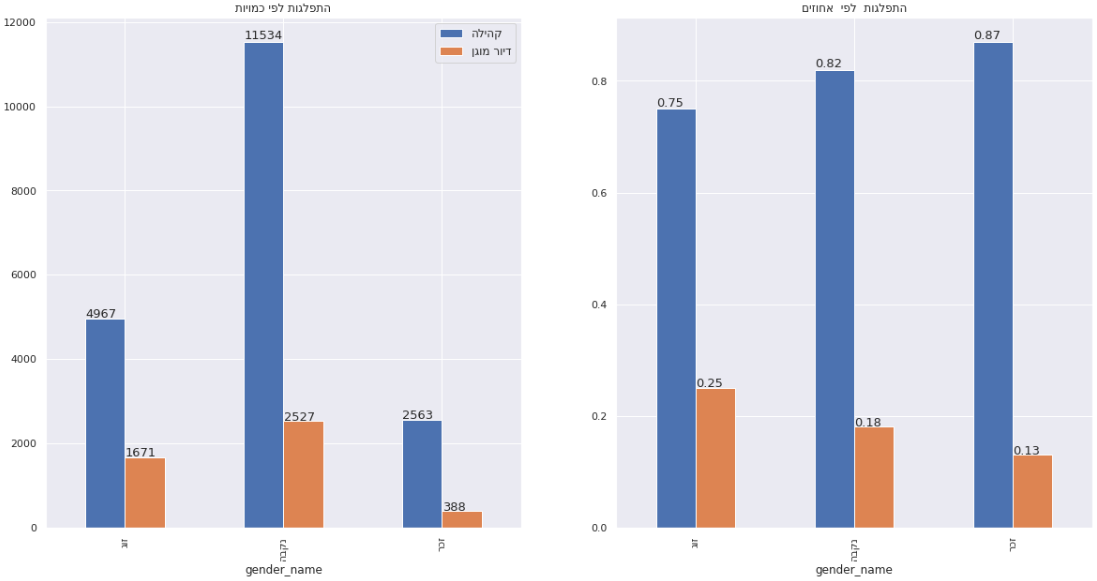 התפלגות לפי כמויות
12000
10000
8000
6000
4000
2000
0
11534
4967
2563
2527
1671
388
קהילה
דיור מוגן
זוג
נקבה
זכר
gender_name
התפלגות לפי אחוזים
0.8
0.6
0.4
0.2
0.0
0.87
0.82
0.75
0.25
0.18
0.13
זוג
נקבה
זכר
gender_name